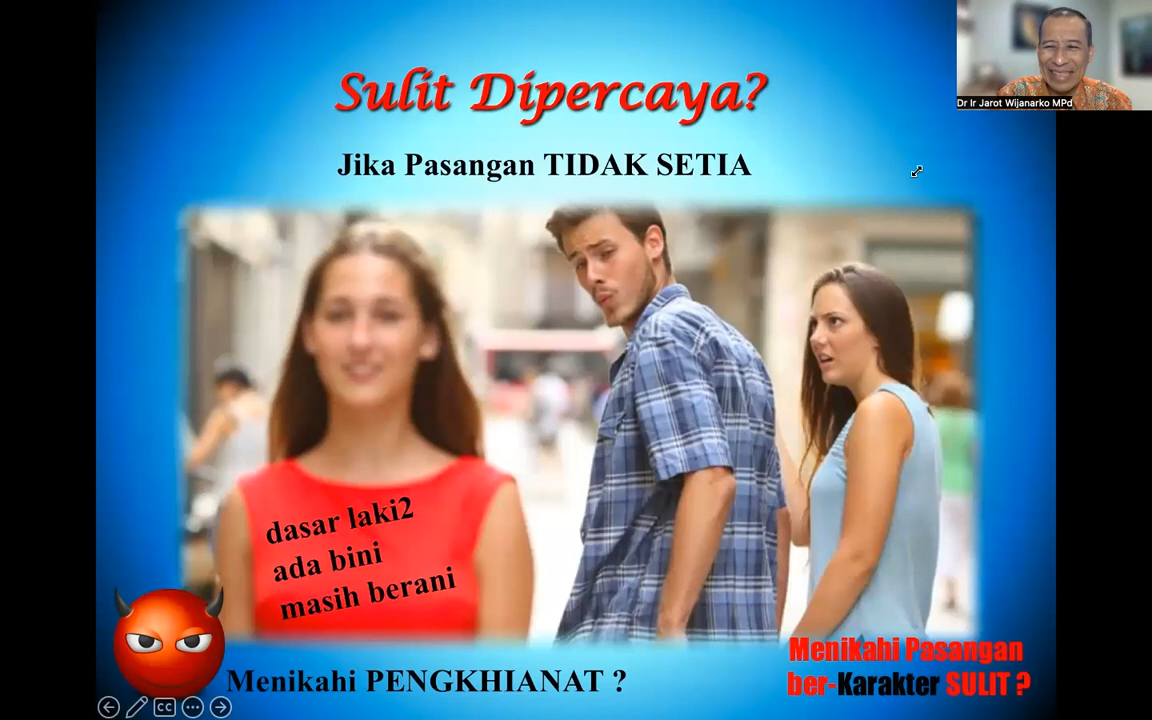 Sulit Dipercaya?
Dr Ir Jarot Wijanarko MPd
Jika Pasangan TIDAK SETIA
dasar laki2
ada bini
masih berani
Menikahi PENGKHIANAT ?
Menikahi Pasangan
ber-Karakter SULIT ?
CC